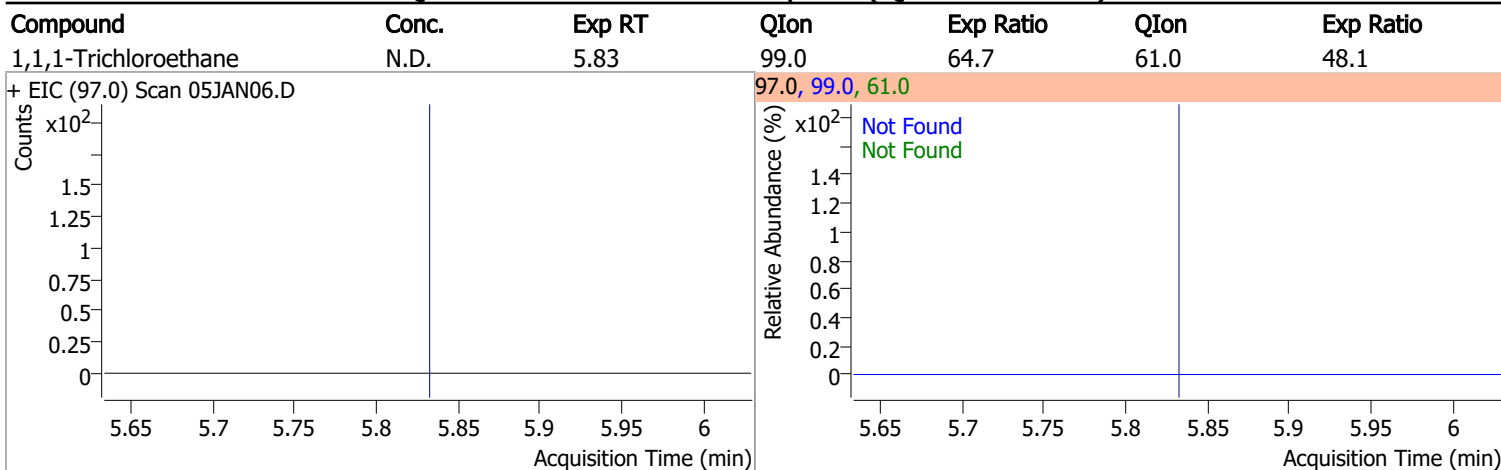 Compound Conc. Exp RT QIon Exp Ratio QIon Exp Ratio
1,1,1-Trichloroethane N.D. 5.83 99.0 64.7 61.0 48.1
+ EIC (97.0) Scan 05JAN06.D
Counts
x10²
1.5
1.25
1
0.75
0.5
0.25
0
5.65 5.7 5.75 5.8 5.85 5.9 5.95 6
Acquisition Time (min)
97.0, 99.0, 61.0
Relative Abundance (%)
x10²
Not Found
Not Found
1.4
1.2
1
0.8
0.6
0.4
0.2
0
5.65 5.7 5.75 5.8 5.85 5.9 5.95 6
Acquisition Time (min)